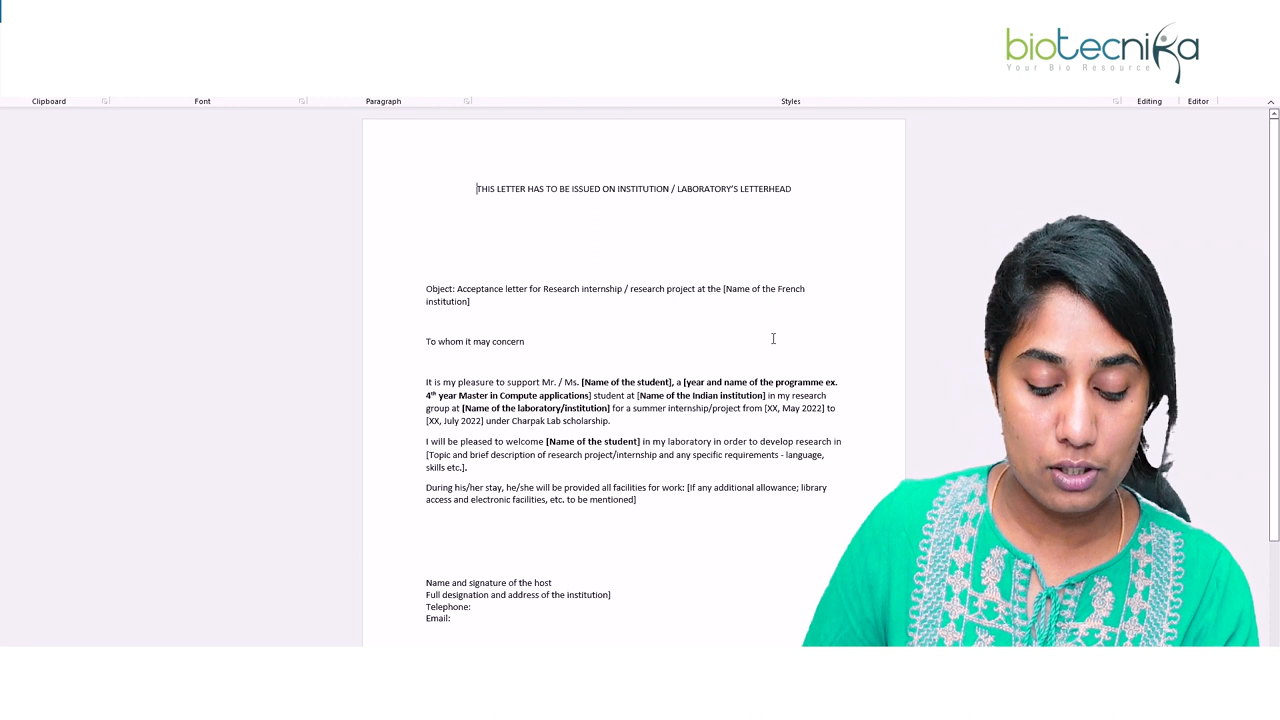 biotecnika
Your Bio Resource
Clipboard Font Paragraph Styles Editing Editor
THIS LETTER HAS TO BE ISSUED ON INSTITUTION / LABORATORY'S LETTERHEAD
Object: Acceptance letter for Research internship / research project at the [Name of the French
institution]
To whom it may concern
It is my pleasure to support Mr. / Ms. [Name of the student], a [year and name of the programme ex.
4th year Master in Compute applications] student at [Name of the Indian institution] in my research
group at [Name of the laboratory/institution] for a summer internship/project from [XX, May 2022] to
[XX, July 2022] under Charpak Lab scholarship.
I will be pleased to welcome [Name of the student] in my laboratory in order to develop research in
[Topic and brief description of research project/internship and any specific requirements - language,
skills etc.].
During his/her stay, he/she will be provided all facilities for work: [If any additional allowance; library
access and electronic facilities, etc. to be mentioned]
Name and signature of the host
Full designation and address of the institution]
Telephone:
Email: